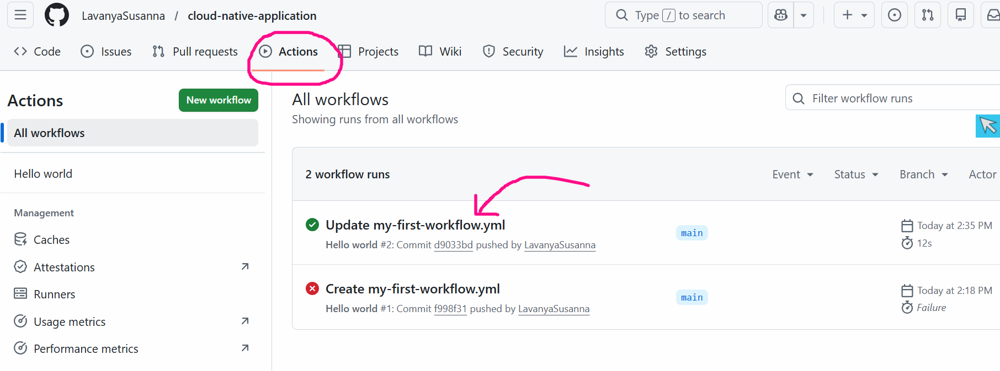 LavanyaSusanna / cloud-native-application
Type / to search
Code Issues Pull requests Actions Projects Wiki Security Insights Settings
Actions
New workflow
All workflows
Hello world
Management
Caches
Attestations
Runners
Usage metrics
Performance metrics
All workflows
Showing runs from all workflows
Filter workflow runs
2 workflow runs
Event Status Branch Actor
Update my-first-workflow.yml
Hello world #2: Commit d9033bd pushed by LavanyaSusanna
main
Today at 2:35 PM
12s
Create my-first-workflow.yml
Hello world #1: Commit f998f31 pushed by LavanyaSusanna
main
Today at 2:18 PM
Failure